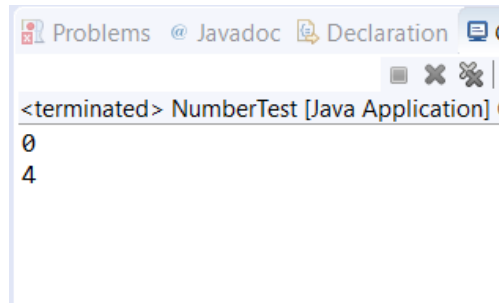 Problems @ Javadoc Declaration
<terminated> NumberTest [Java Application]
0
4